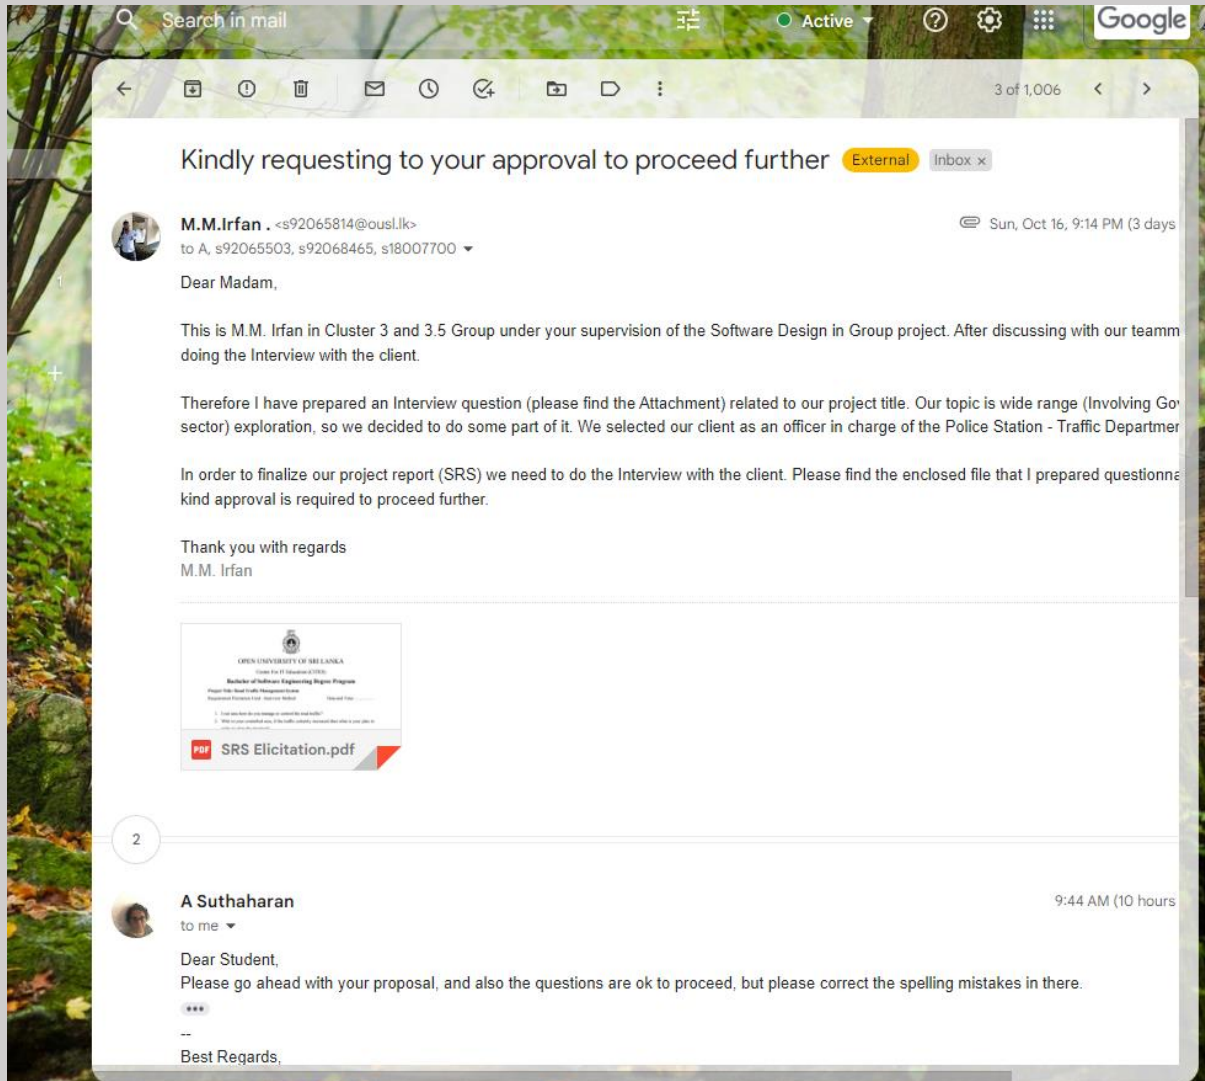 Search in mail
Active
Google
3 of 1,006
Kindly requesting to your approval to proceed further External Inbox ×
M.M.Irfan . <s92065814@ousl.lk>
Sun, Oct 16, 9:14 PM (3 days
to A, s92065503, s92068465, s18007700
1
Dear Madam,
This is M.M. Irfan in Cluster 3 and 3.5 Group under your supervision of the Software Design in Group project. After discussing with our teamm
doing the Interview with the client.
Therefore I have prepared an Interview question (please find the Attachment) related to our project title. Our topic is wide range (Involving Gov
sector) exploration, so we decided to do some part of it. We selected our client as an officer in charge of the Police Station - Traffic Departmen
In order to finalize our project report (SRS) we need to do the Interview with the client. Please find the enclosed file that I prepared questionna
kind approval is required to proceed further.
Thank you with regards
M.M. Irfan
OPEN UNIVERSITY OF SRI LANKA
Bachelor of Software Engineering Degree Program
PDF SRS Elicitation.pdf
2
A Suthaharan
9:44 AM (10 hours
to me
Dear Student,
Please go ahead with your proposal, and also the questions are ok to proceed, but please correct the spelling mistakes in there.
--
Best Regards,